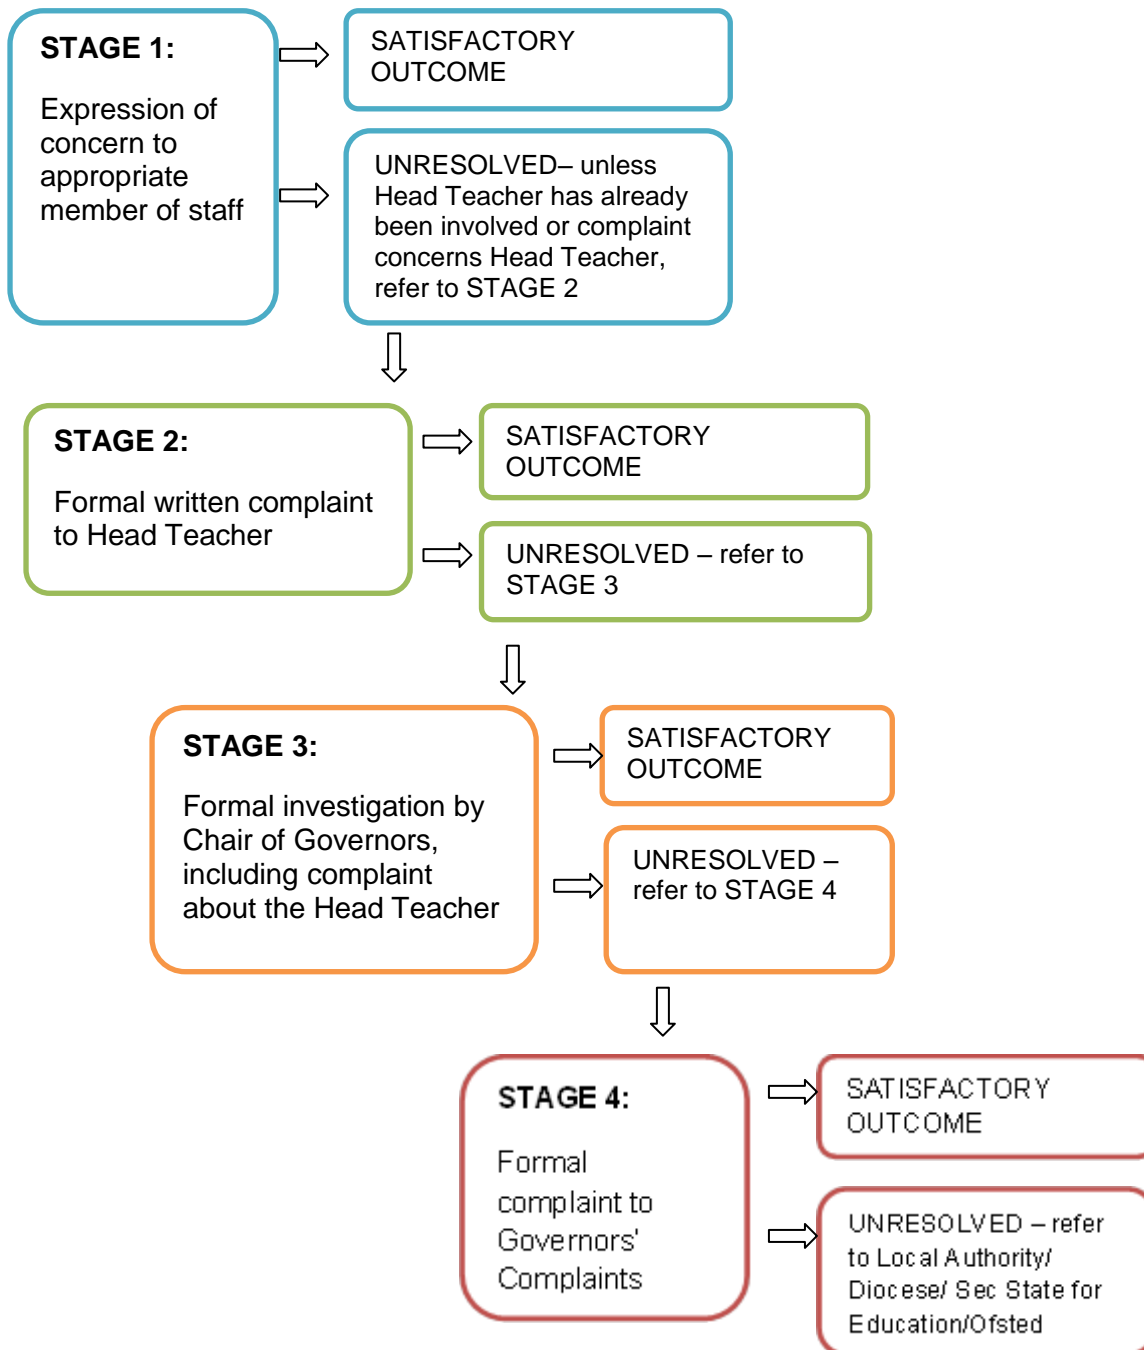 STAGE 1:
Expression of
concern to
appropriate
member of staff
SATISFACTORY
OUTCOME
UNRESOLVED– unless
Head Teacher has already
been involved or complaint
concerns Head Teacher,
refer to STAGE 2
STAGE 2:
Formal written complaint
to Head Teacher
SATISFACTORY
OUTCOME
UNRESOLVED – refer to
STAGE 3
STAGE 3:
Formal investigation by
Chair of Governors,
including complaint
about the Head Teacher
SATISFACTORY
OUTCOME
UNRESOLVED –
refer to STAGE 4
STAGE 4:
Formal
complaint to
Governors'
Complaints
SATISFACTORY
OUTCOME
UNRESOLVED – refer
to Local Authority/
Diocese/ Sec State for
Education/Ofsted